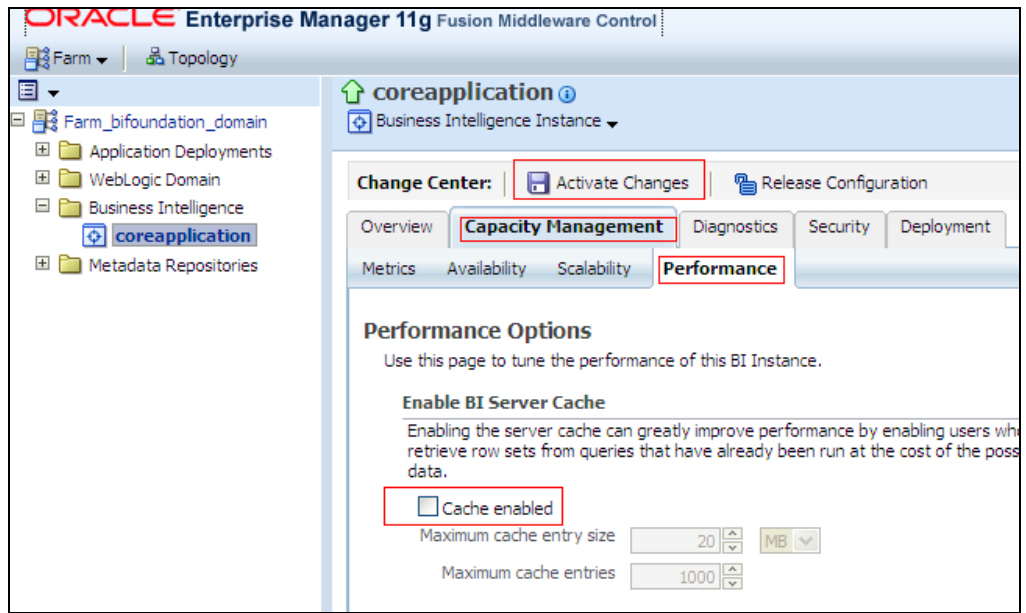 ORACLE Enterprise Manager 11g Fusion Middleware Control
Farm Topology
Farm_bifoundation_domain
Application Deployments
WebLogic Domain
Business Intelligence
coreapplication
Metadata Repositories
coreapplication
Business Intelligence Instance
Change Center: Activate Changes Release Configuration
Overview Capacity Management Diagnostics Security Deployment
Metrics Availability Scalability Performance
Performance Options
Use this page to tune the performance of this BI Instance.
Enable BI Server Cache
Enabling the server cache can greatly improve performance by enabling users who
retrieve row sets from queries that have already been run at the cost of the poss
data.
Cache enabled
Maximum cache entry size 20 MB
Maximum cache entries 1000